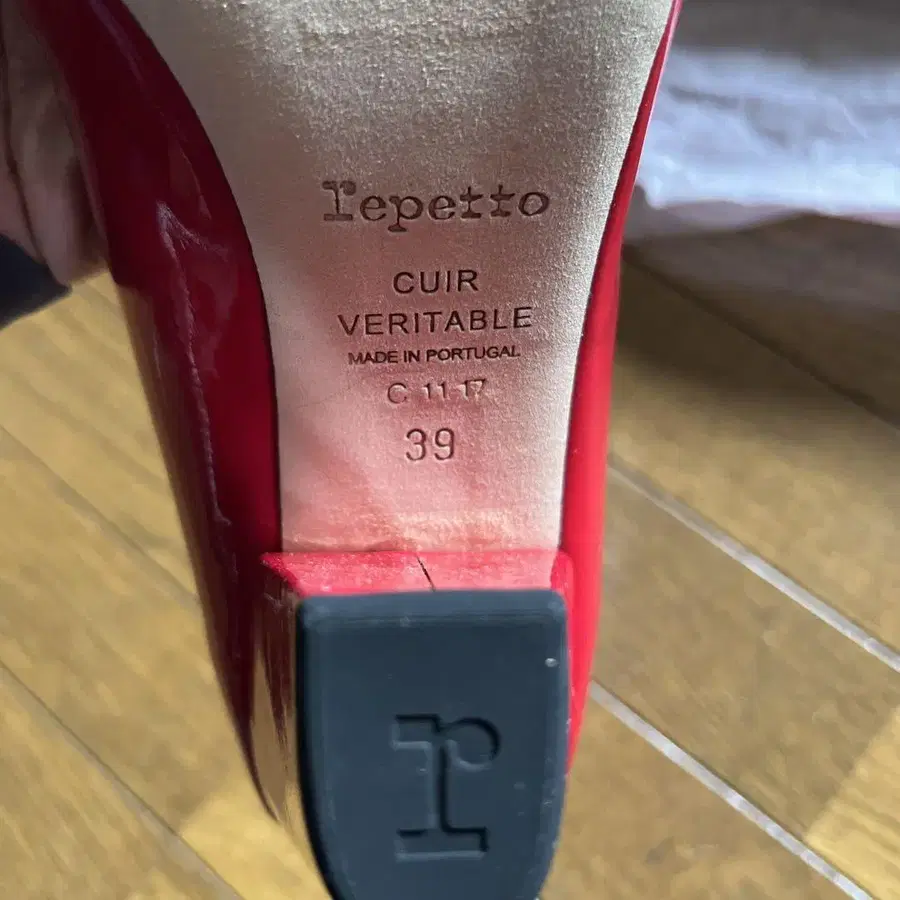 repetto
CUIR
VERITABLE
MADE IN PORTUGAL
C 11 17
39
r